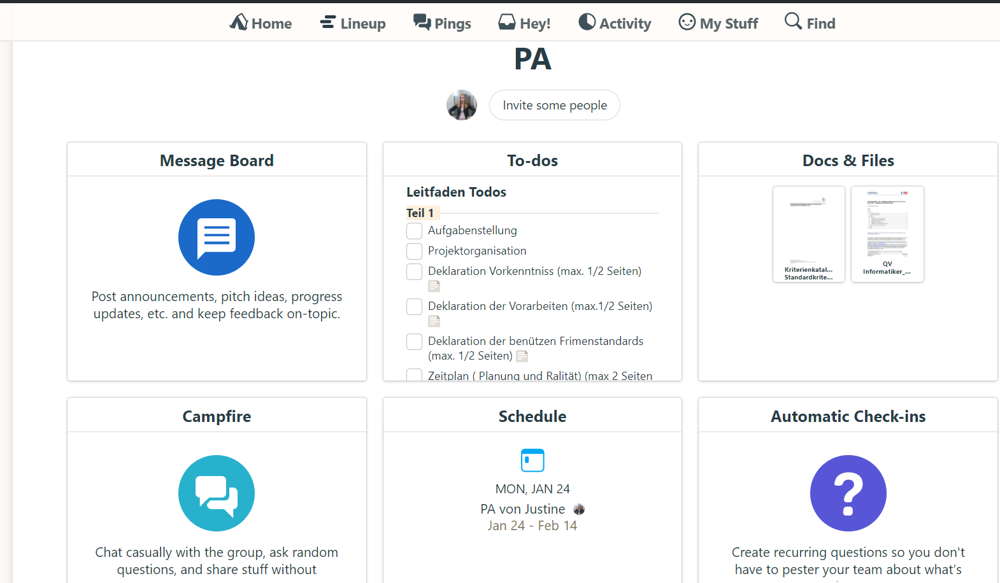 Home Lineup Pings Hey! Activity My Stuff Find
PA
Invite some people
Message Board
Post announcements, pitch ideas, progress
updates, etc. and keep feedback on-topic.
To-dos
Leitfaden Todos
Teil 1
Aufgabenstellung
Projektorganisation
Deklaration Vorkenntniss (max. 1/2 Seiten)
Deklaration der Vorarbeiten (max.1/2 Seiten)
Deklaration der benützen Frimenstandards
(max. 1/2 Seiten)
Zeitplan ( Planung und Ralität) (max 2 Seiten
Docs & Files
Kriterienkatal...
Standardkrite...
QV
Informatiker_...
Campfire
Chat casually with the group, ask random
questions, and share stuff without
Schedule
MON, JAN 24
PA von Justine
Jan 24 - Feb 14
Automatic Check-ins
Create recurring questions so you don't
have to pester your team about what’s